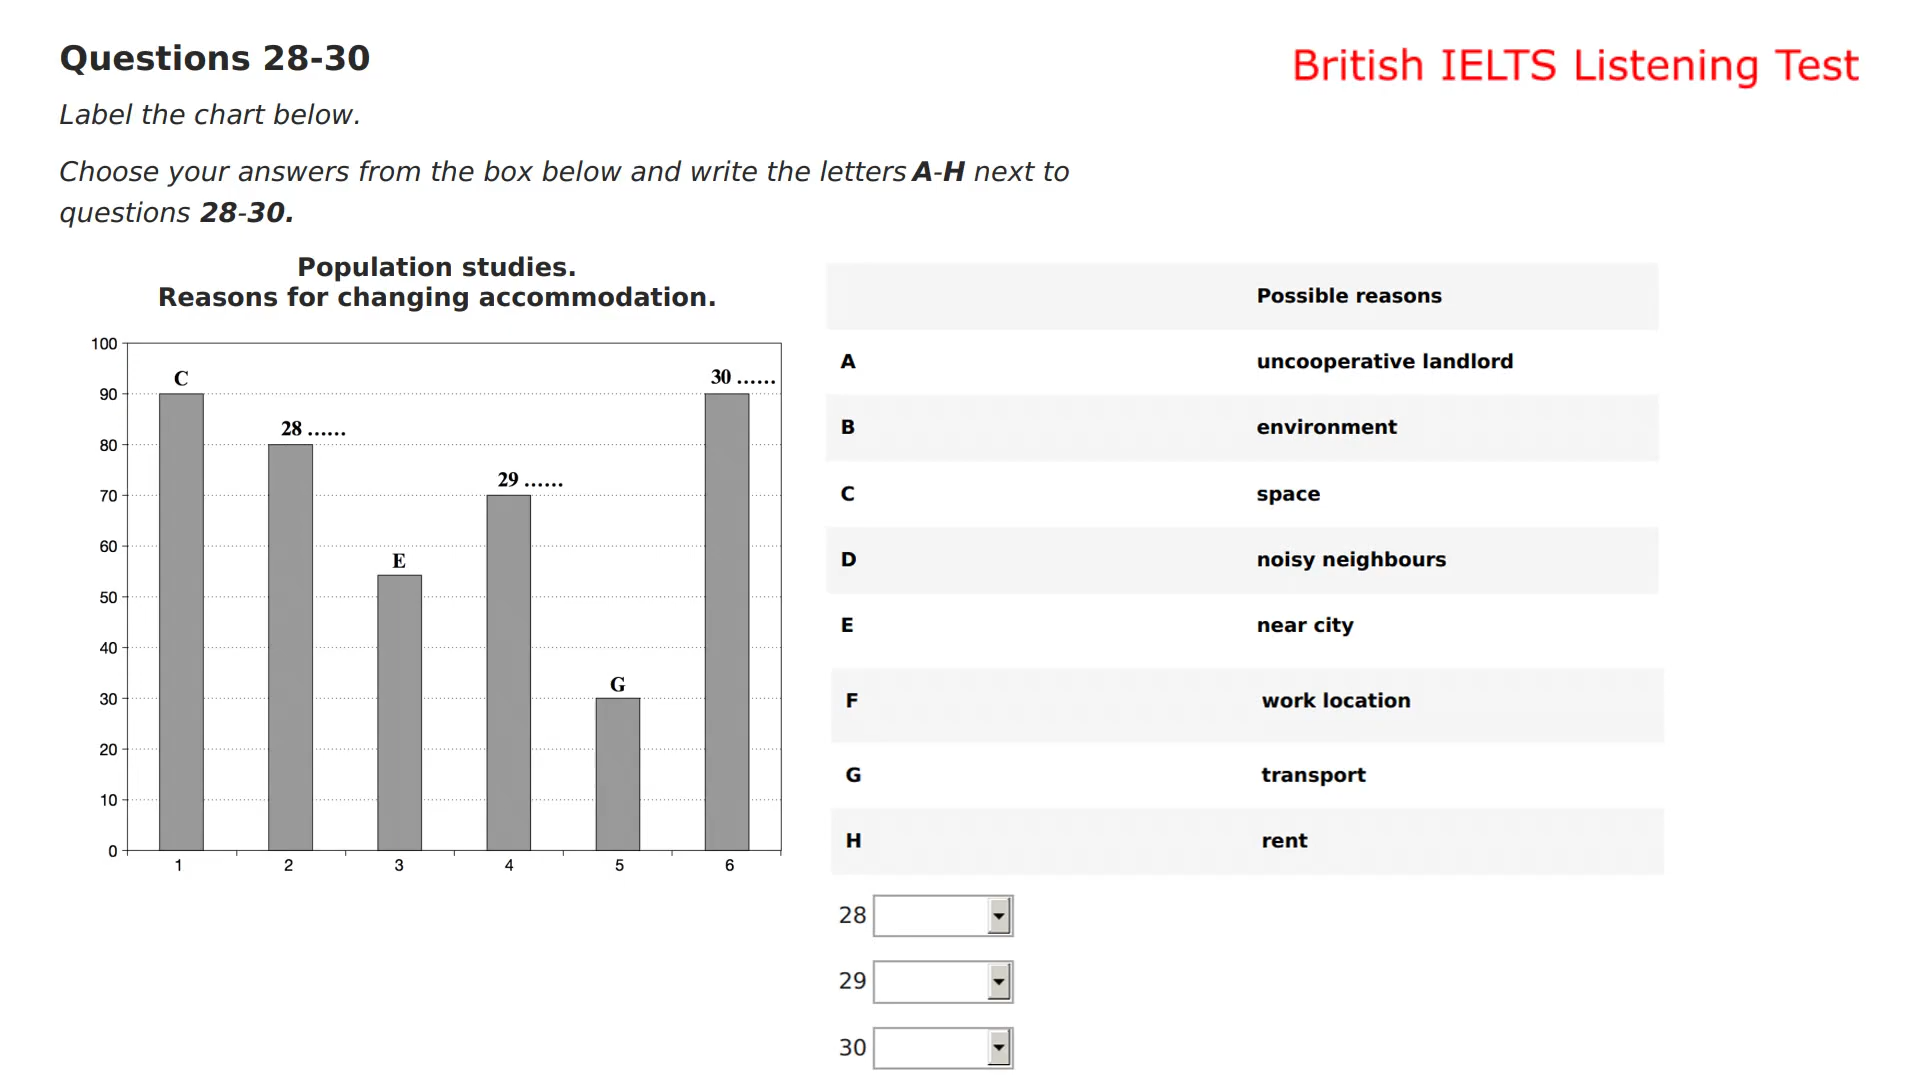 Questions 28-30
British IELTS Listening Test
Label the chart below.
Choose your answers from the box below and write the letters A-H next to
questions 28-30.
Population studies.
Reasons for changing accommodation.
100
90
80
70
60
50
40
30
20
10
0
C
28 ......
E
29 ......
G
30 ......
1 2 3 4 5 6
Possible reasons
A uncooperative landlord
B environment
C space
D noisy neighbours
E near city
F work location
G transport
H rent
28
29
30